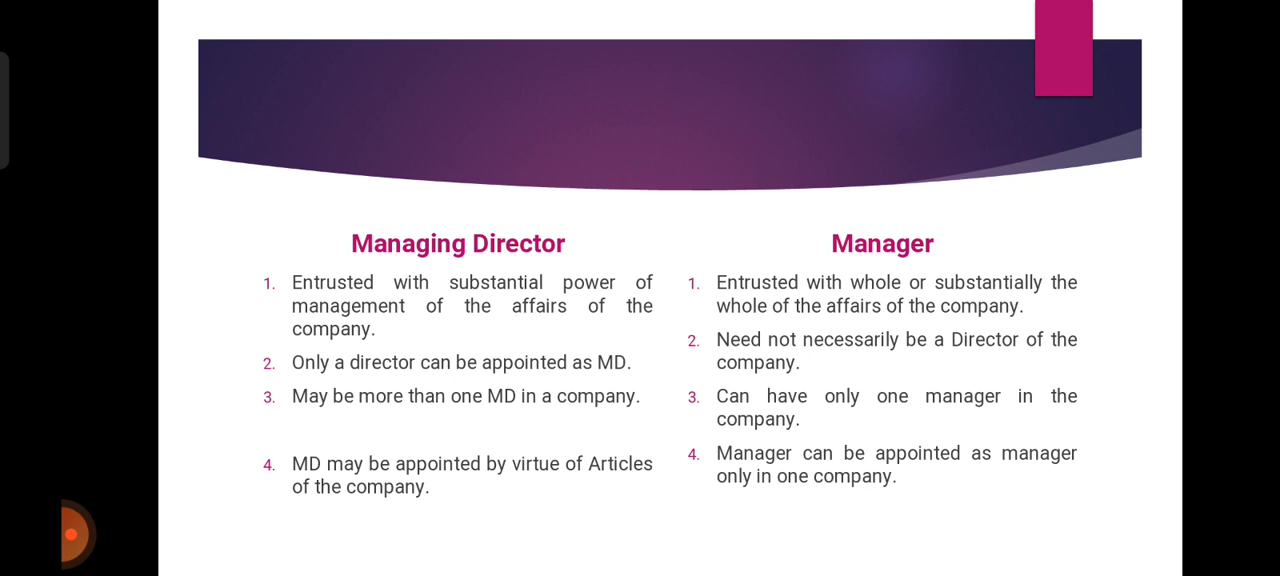 Managing Director
1. Entrusted with substantial power of
management of the affairs of the
company.
2. Only a director can be appointed as MD.
3. May be more than one MD in a company.
4. MD may be appointed by virtue of Articles
of the company.
Manager
1. Entrusted with whole or substantially the
whole of the affairs of the company.
2. Need not necessarily be a Director of the
company.
3. Can have only one manager in the
company.
4. Manager can be appointed as manager
only in one company.